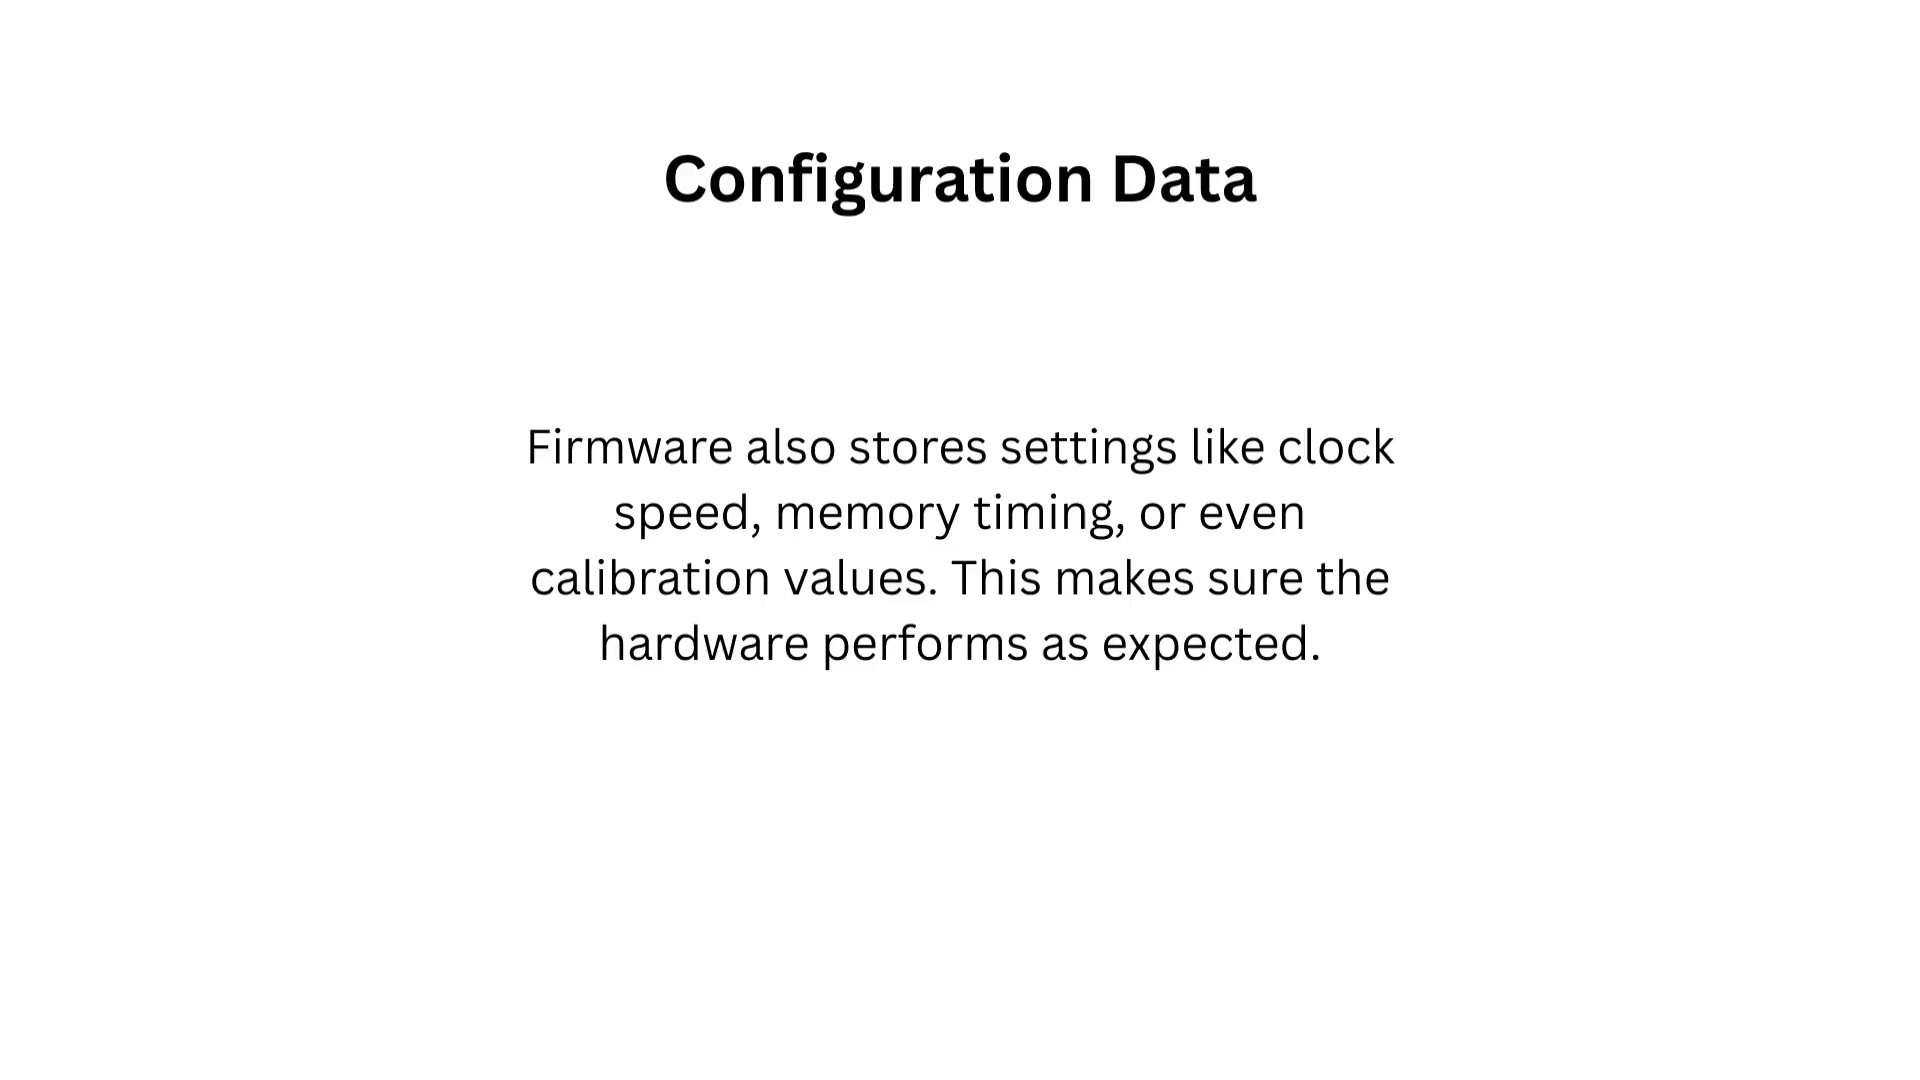 Configuration Data
Firmware also stores settings like clock
speed, memory timing, or even
calibration values. This makes sure the
hardware performs as expected.